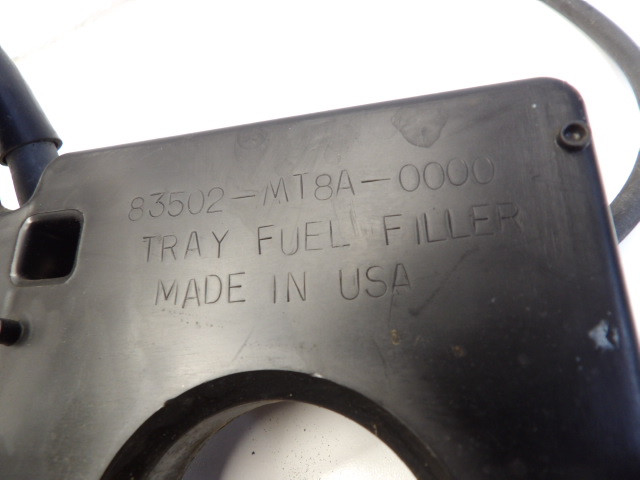 83502-MT8A-0000
TRAY FUEL FILLER
MADE IN USA